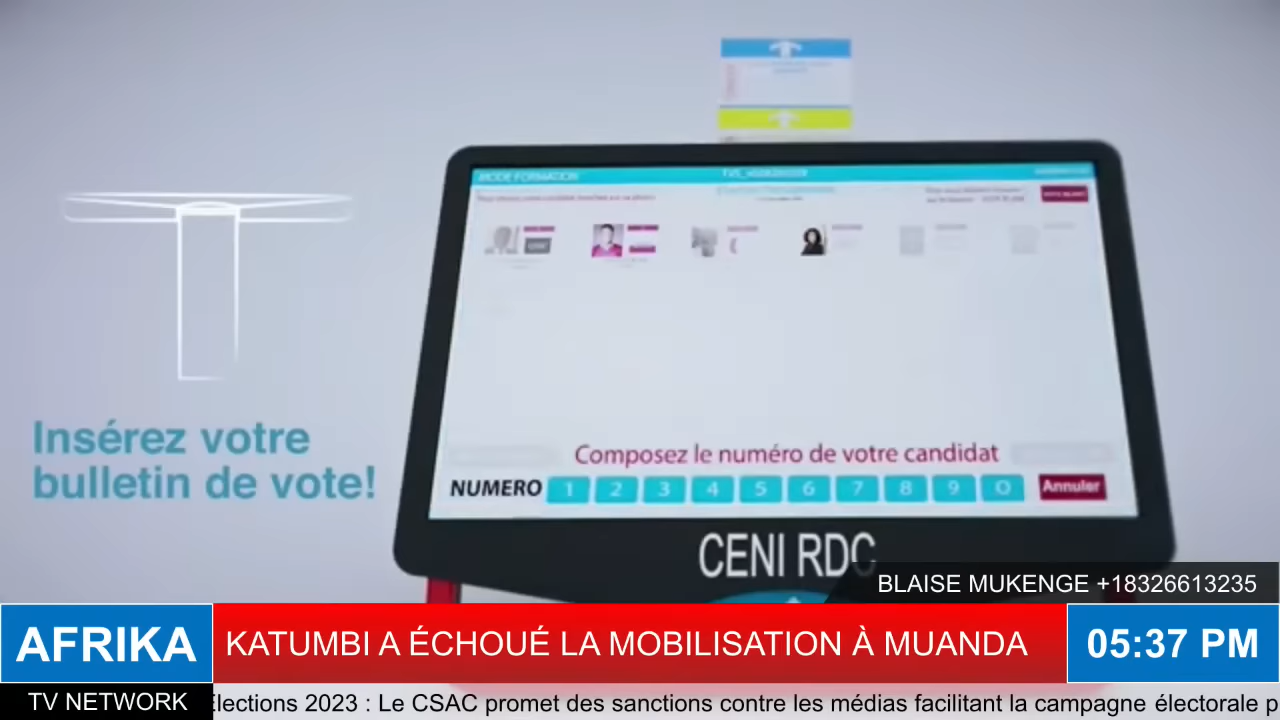 MODE FORMATION
Insérez votre
bulletin de vote!
Composez le numéro de votre candidat
NUMERO 1 2 3 4 5 6 7 8 9 0 Annuler
CENI RDC
BLAISE MUKENGE +18326613235
AFRIKA
KATUMBI A ÉCHOUÉ LA MOBILISATION À MUANDA
05:37 PM
TV NETWORK
lections 2023 : Le CSAC promet des sanctions contre les médias facilitant la campagne électorale p